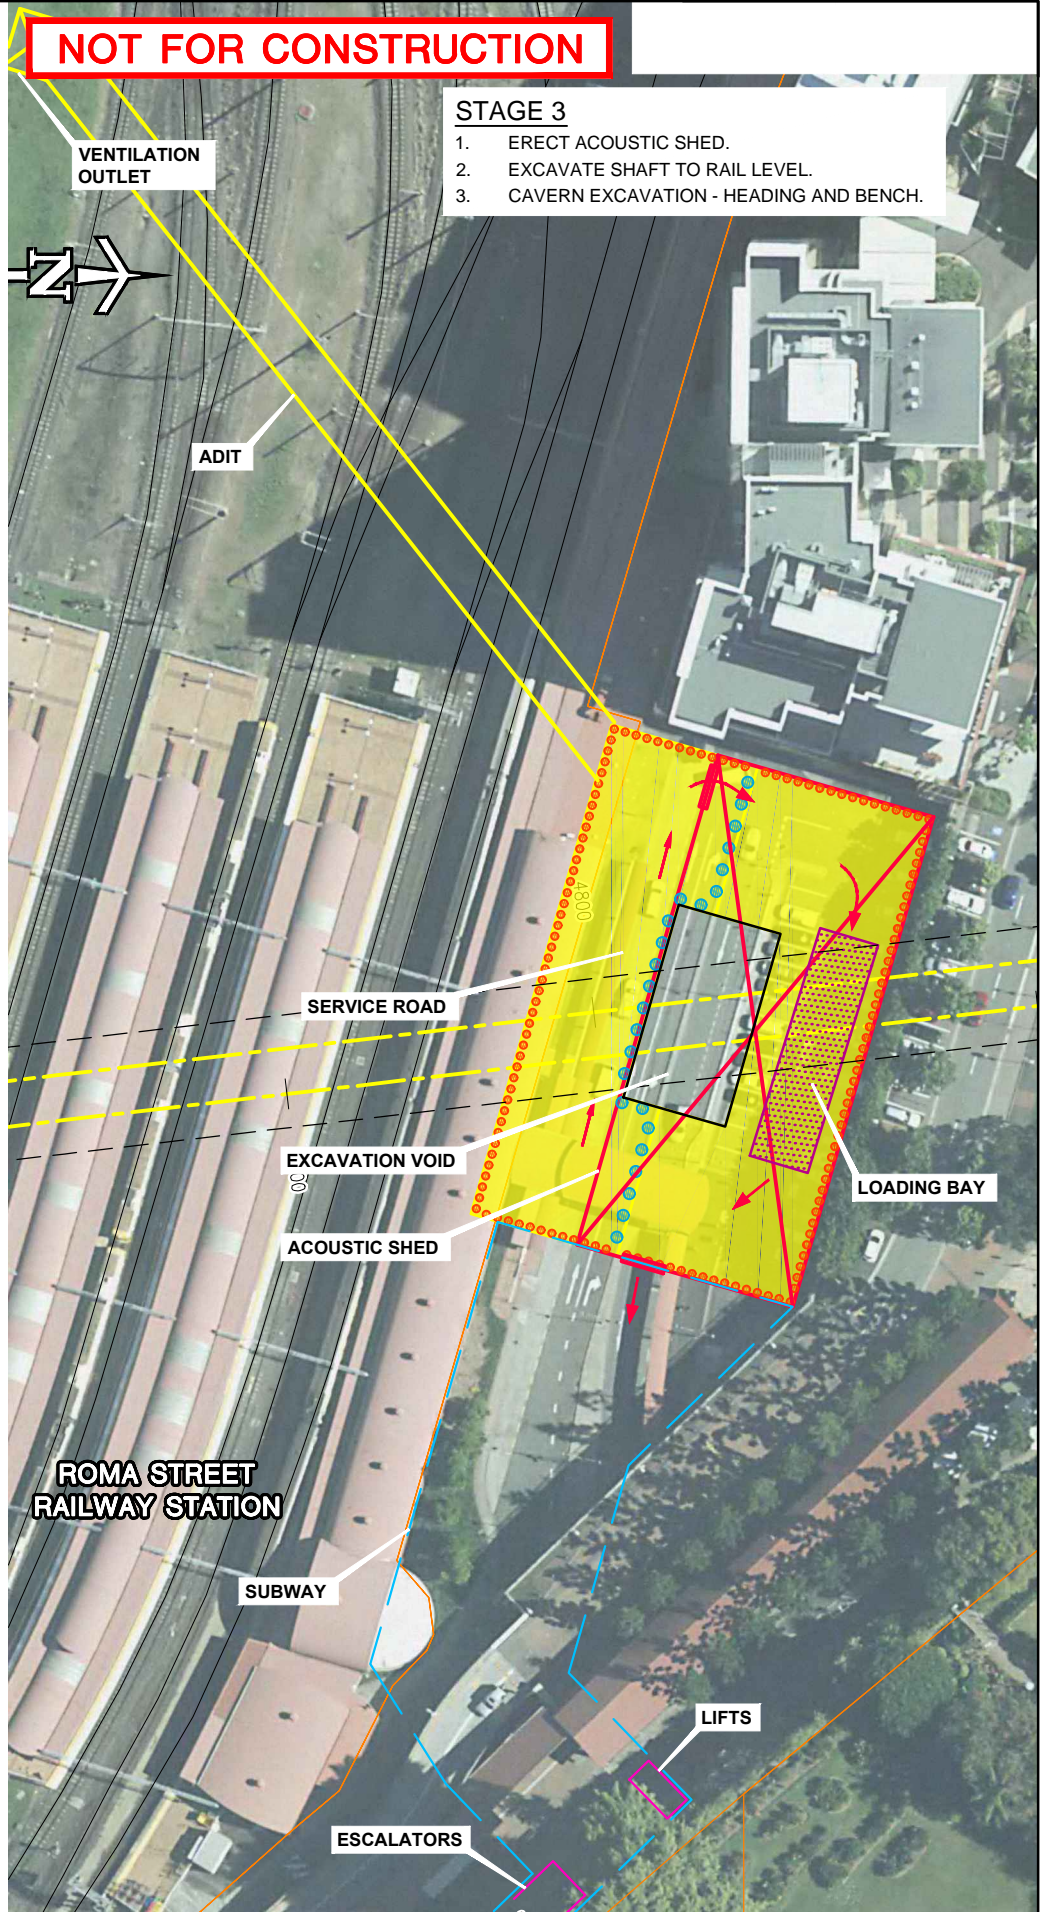 NOT FOR CONSTRUCTION
STAGE 3
1. ERECT ACOUSTIC SHED.
2. EXCAVATE SHAFT TO RAIL LEVEL.
3. CAVERN EXCAVATION - HEADING AND BENCH.
VENTILATION
OUTLET
N
ADIT
4800
SERVICE ROAD
EXCAVATION VOID
LOADING BAY
ACOUSTIC SHED
ROMA STREET
RAILWAY STATION
SUBWAY
LIFTS
ESCALATORS